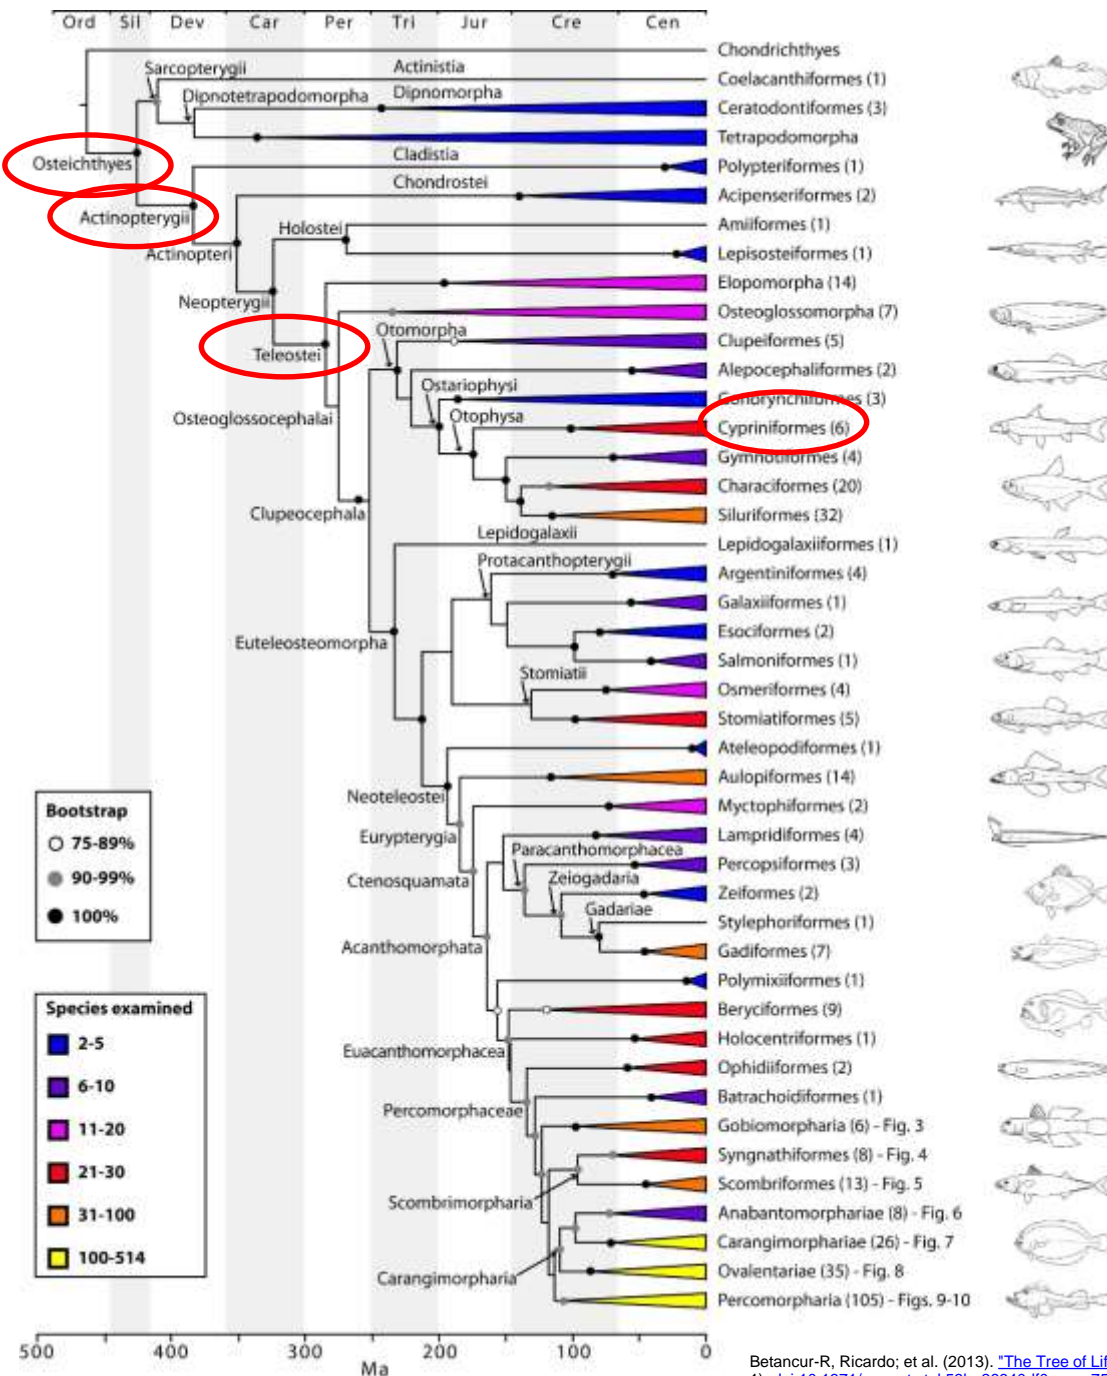 Ord Sil Dev Car Per Tri Jur Cre Cen
Chondrichthyes
Sarcopterygii
Actinistia
Coelacanthiformes (1)
Dipnotetrapodomorpha
Dipnomorpha
Ceratodontiformes (3)
Tetrapodomorpha
Osteichthyes
Cladistia
Polypteriformes (1)
Chondrostei
Acipenseriformes (2)
Actinopterygii
Holostei
Amiiformes (1)
Actinopteri
Lepisosteiformes (1)
Elopomorpha (14)
Neopterygii
Osteoglossomorpha (7)
Otomorpha
Clupeiformes (5)
Teleostei
Alepocephaliformes (2)
Ostariophysi
Gonorynchiformes (3)
Osteoglossocephalai
Otophysa
Cypriniformes (6)
Gymnotiformes (4)
Characiformes (20)
Clupeocephala
Siluriformes (32)
Lepidogalaxii
Lepidogalaxiiformes (1)
Protacanthopterygii
Argentiniformes (4)
Galaxiiformes (1)
Euteleosteomorpha
Esociformes (2)
Salmoniformes (1)
Stomiatii
Osmeriformes (4)
Stomiatiformes (5)
Ateleopodiformes (1)
Aulopiformes (14)
Neoteleostei
Myctophiformes (2)
Eurypterygia
Lampridiformes (4)
Paracanthomorphacea
Percopsiformes (3)
Ctenosquamata
Zeiogadaria
Zeiformes (2)
Gadariae
Stylephoriformes (1)
Acanthomorphata
Gadiformes (7)
Polymixiiformes (1)
Beryciformes (9)
Holocentriformes (1)
Euacanthomorphacea
Ophidiiformes (2)
Batrachoidiformes (1)
Percomorphaceae
Gobiomorpharia (6) - Fig. 3
Syngnathiformes (8) - Fig. 4
Scombriformes (13) - Fig. 5
Scombrimorpharia
Anabantomorphariae (8) - Fig. 6
Carangimorphariae (26) - Fig. 7
Carangimorpharia
Ovalentariae (35) - Fig. 8
Percomorpharia (105) - Figs. 9-10
Bootstrap
75-89%
90-99%
100%
Species examined
2-5
6-10
11-20
21-30
31-100
100-514
500 400 300 200 100 0
Ma
Betancur-R, Ricardo; et al. (2013). "The Tree of Lif